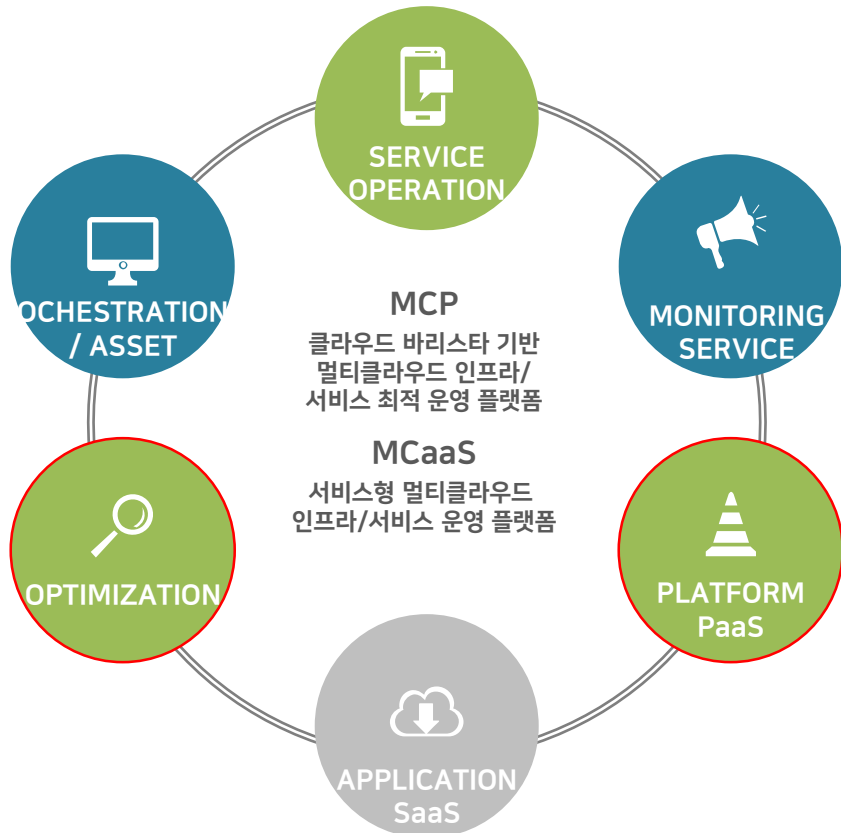 SERVICE
OPERATION
OCHESTRATION
/ ASSET
MONITORING
SERVICE
MCP
클라우드 바리스타 기반
멀티클라우드 인프라/
서비스 최적 운영 플랫폼
MCaaS
서비스형 멀티클라우드
인프라/서비스 운영 플랫폼
OPTIMIZATION
PLATFORM
PaaS
APPLICATION
SaaS